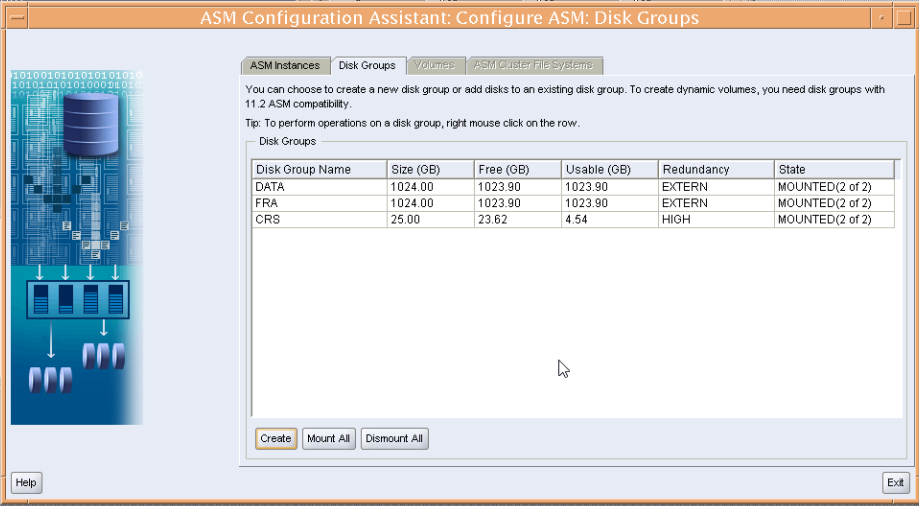 ASM Configuration Assistant: Configure ASM: Disk Groups
ASM Instances Disk Groups Volumes ASM Cluster File Systems
You can choose to create a new disk group or add disks to an existing disk group. To create dynamic volumes, you need disk groups with
11.2 ASM compatibility.
Tip: To perform operations on a disk group, right mouse click on the row.
Disk Groups
Disk Group Name Size (GB) Free (GB) Usable (GB) Redundancy State
DATA 1024.00 1023.90 1023.90 EXTERN MOUNTED(2 of 2)
FRA 1024.00 1023.90 1023.90 EXTERN MOUNTED(2 of 2)
CRS 25.00 23.62 4.54 HIGH MOUNTED(2 of 2)
Create Mount All Dismount All
Help Exit